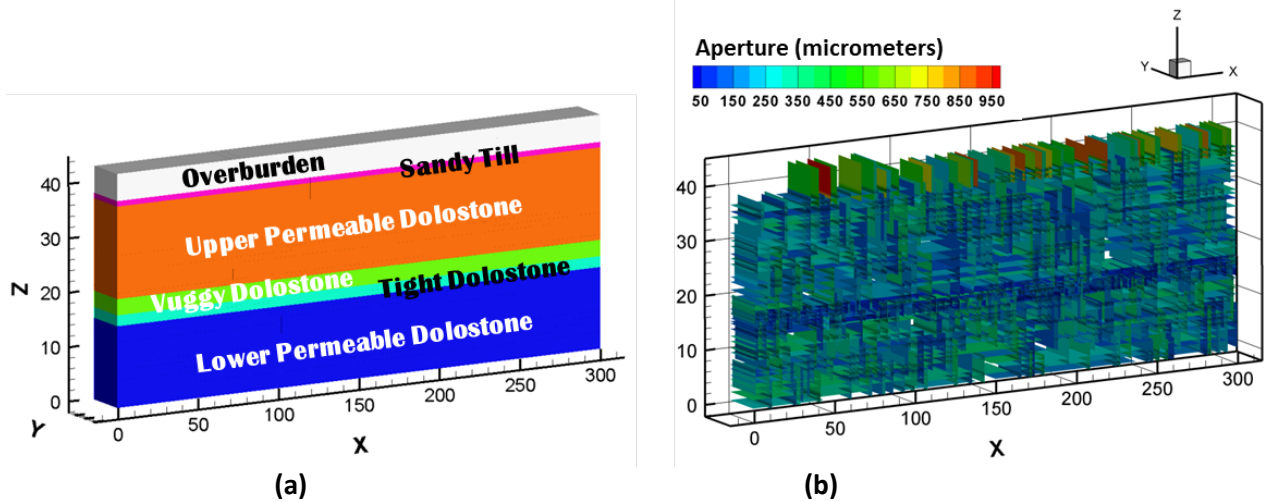 Aperture (micrometers)
50 150 250 350 450 550 650 750 850 950
Z
Y
X
Overburden
Sandy Till
Upper Permeable Dolostone
Vuggy Dolostone
Tight Dolostone
Lower Permeable Dolostone
40
30
20
10
0
Z
Y
0 50 100 150 200 250 300
X
40
30
20
10
0
0 50 100 150 200 250 300
X
(a)
(b)